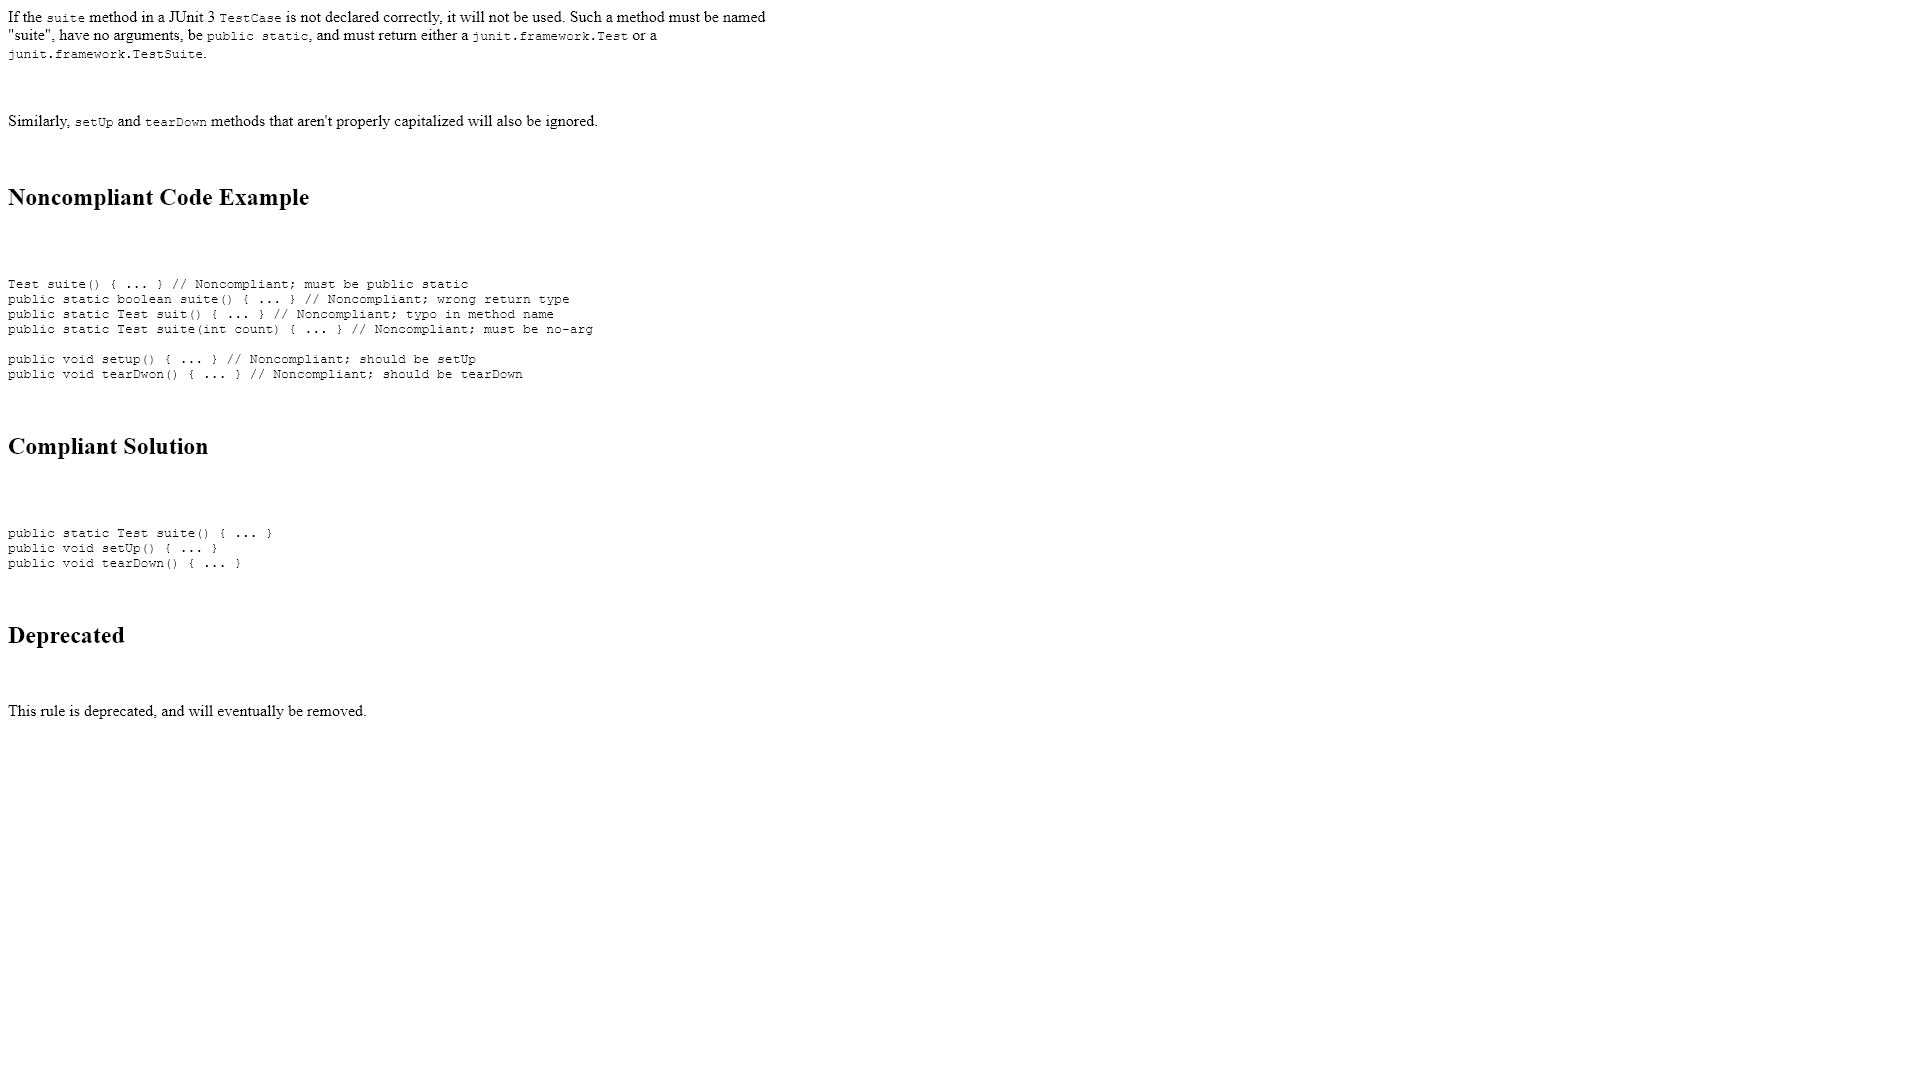 If the suite method in a JUnit 3 TestCase is not declared correctly, it will not be used. Such a method must be named
"suite", have no arguments, be public static, and must return either a junit.framework.Test or a
junit.framework.TestSuite.
Similarly, setUp and tearDown methods that aren't properly capitalized will also be ignored.
Noncompliant Code Example
Test suite() { ... } // Noncompliant; must be public static
public static boolean suite() { ... } // Noncompliant; wrong return type
public static Test suit() { ... } // Noncompliant; typo in method name
public static Test suite(int count) { ... } // Noncompliant; must be no-arg
public void setup() { ... } // Noncompliant; should be setUp
public void tearDwon() { ... } // Noncompliant; should be tearDown
Compliant Solution
public static Test suite() { ... }
public void setUp() { ... }
public void tearDown() { ... }
Deprecated
This rule is deprecated, and will eventually be removed.